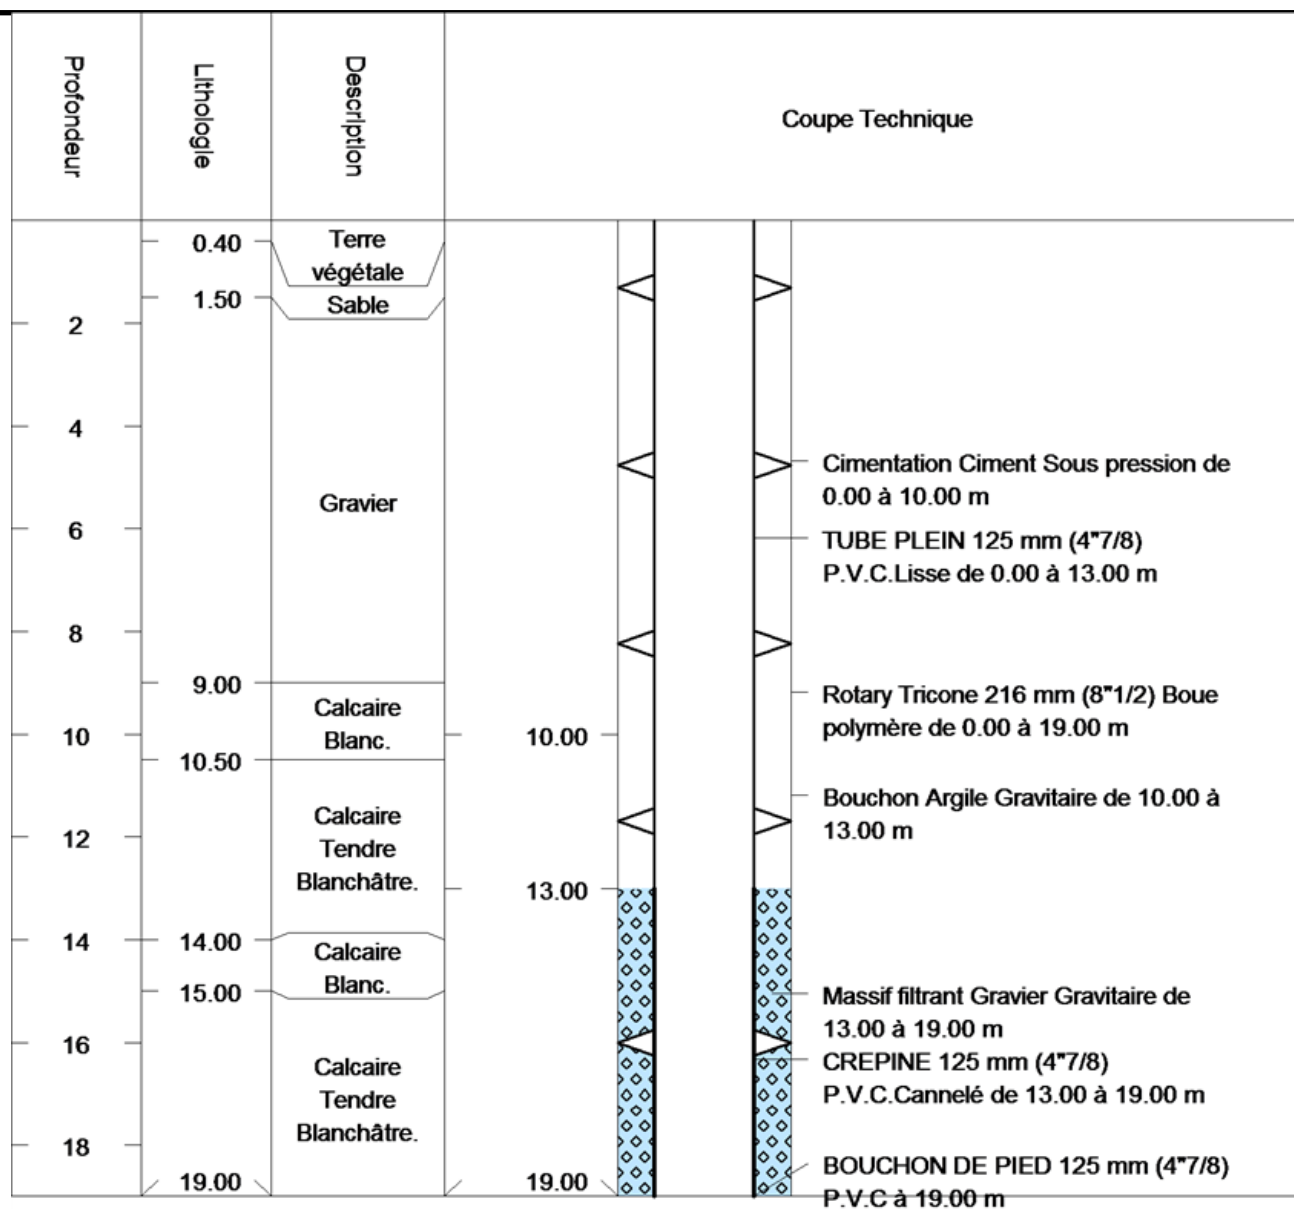 Profondeur
Lithologie
Description
Coupe Technique
0.40
Terre
végétale
1.50
Sable
2
4
Cimentation Ciment Sous pression de
0.00 à 10.00 m
Gravier
6
TUBE PLEIN 125 mm (4"7/8)
P.V.C.Lisse de 0.00 à 13.00 m
8
9.00
Rotary Tricone 216 mm (8"1/2) Boue
polymère de 0.00 à 19.00 m
Calcaire
Blanc.
10
10.00
10.50
Bouchon Argile Gravitaire de 10.00 à
13.00 m
Calcaire
Tendre
Blanchâtre.
12
13.00
14
14.00
Calcaire
Blanc.
15.00
Massif filtrant Gravier Gravitaire de
13.00 à 19.00 m
16
CREPINE 125 mm (4"7/8)
P.V.C.Cannelé de 13.00 à 19.00 m
Calcaire
Tendre
Blanchâtre.
18
19.00
19.00
BOUCHON DE PIED 125 mm (4"7/8)
P.V.C à 19.00 m